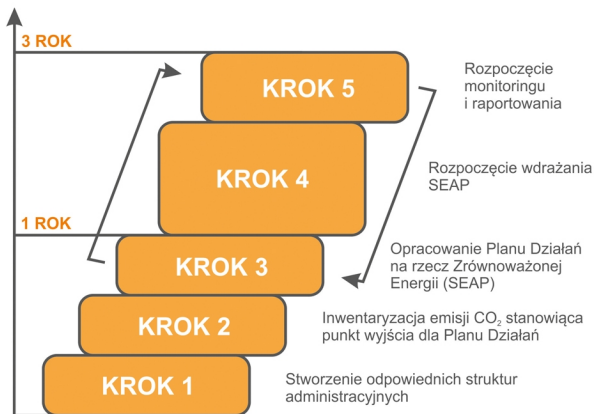 3 ROK
KROK 5
Rozpoczęcie
monitoringu
i raportowania
KROK 4
Rozpoczęcie wdrażania
SEAP
1 ROK
KROK 3
Opracowanie Planu Działań
na rzecz Zrównoważonej
Energii (SEAP)
KROK 2
Inwentaryzacja emisji CO₂ stanowiąca
punkt wyjścia dla Planu Działań
KROK 1
Stworzenie odpowiednich struktur
administracyjnych